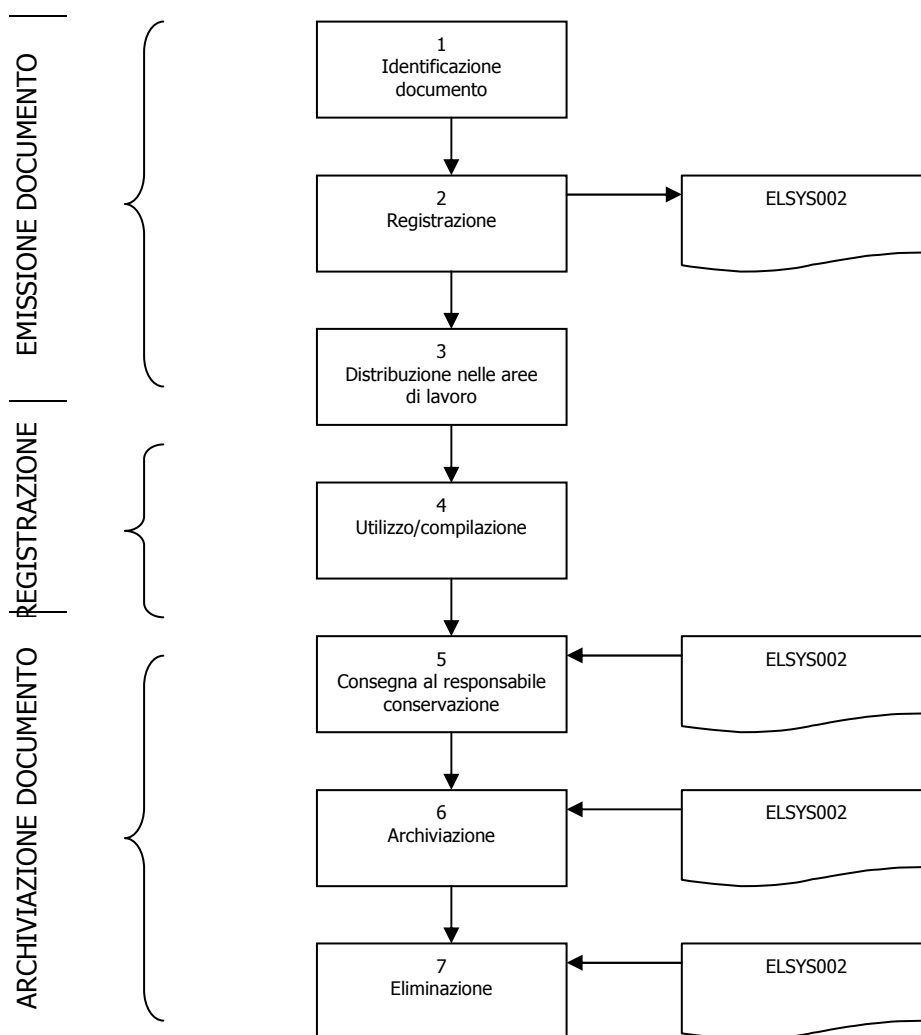 EMISSIONE DOCUMENTO
1
Identificazione
documento
2
Registrazione
ELSYS002
3
Distribuzione nelle aree
di lavoro
REGISTRAZIONE
4
Utilizzo/compilazione
ARCHIVIAZIONE DOCUMENTO
5
Consegna al responsabile
conservazione
ELSYS002
6
Archiviazione
ELSYS002
7
Eliminazione
ELSYS002